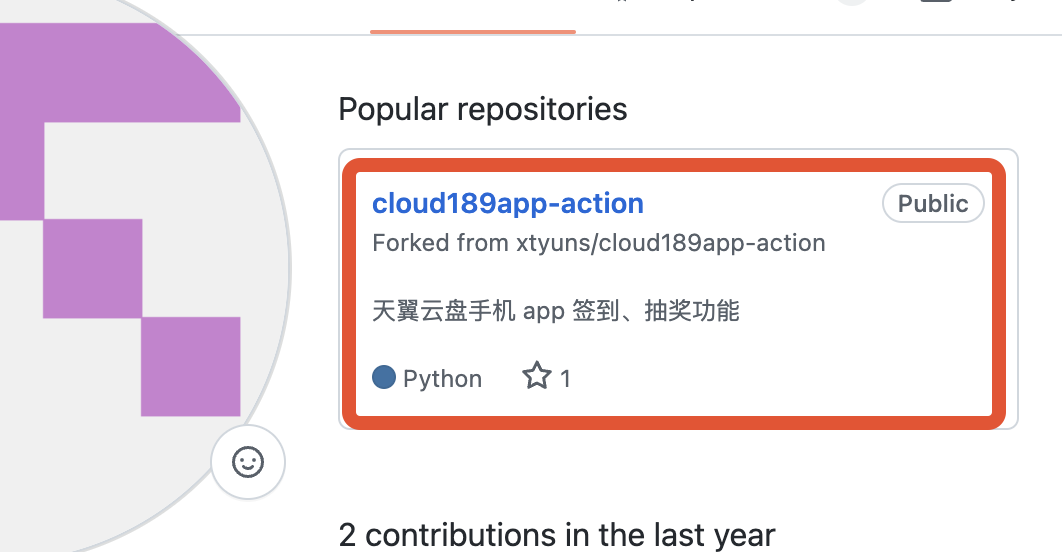 Popular repositories
cloud189app-action
Public
Forked from xtyuns/cloud189app-action
天翼云盘手机 app 签到、抽奖功能
Python
1
2 contributions in the last year